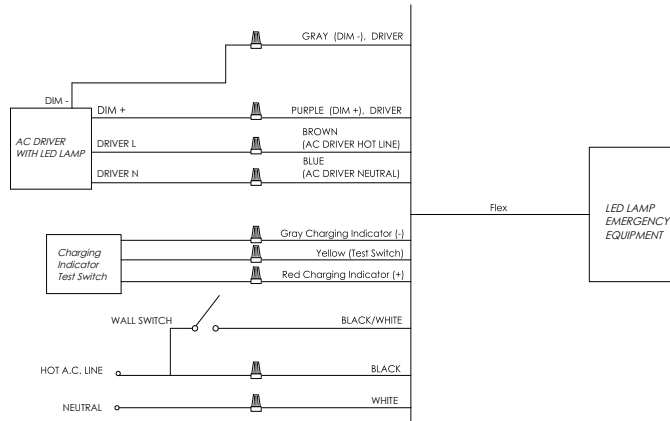 GRAY (DIM -), DRIVER
DIM -
DIM +
PURPLE (DIM +), DRIVER
AC DRIVER
WITH LED LAMP
DRIVER L
BROWN
(AC DRIVER HOT LINE)
DRIVER N
BLUE
(AC DRIVER NEUTRAL)
Flex
LED LAMP
EMERGENCY
EQUIPMENT
Charging
Indicator
Test Switch
Gray Charging Indicator (-)
Yellow (Test Switch)
Red Charging Indicator (+)
WALL SWITCH
BLACK/WHITE
HOT A.C. LINE
BLACK
NEUTRAL
WHITE